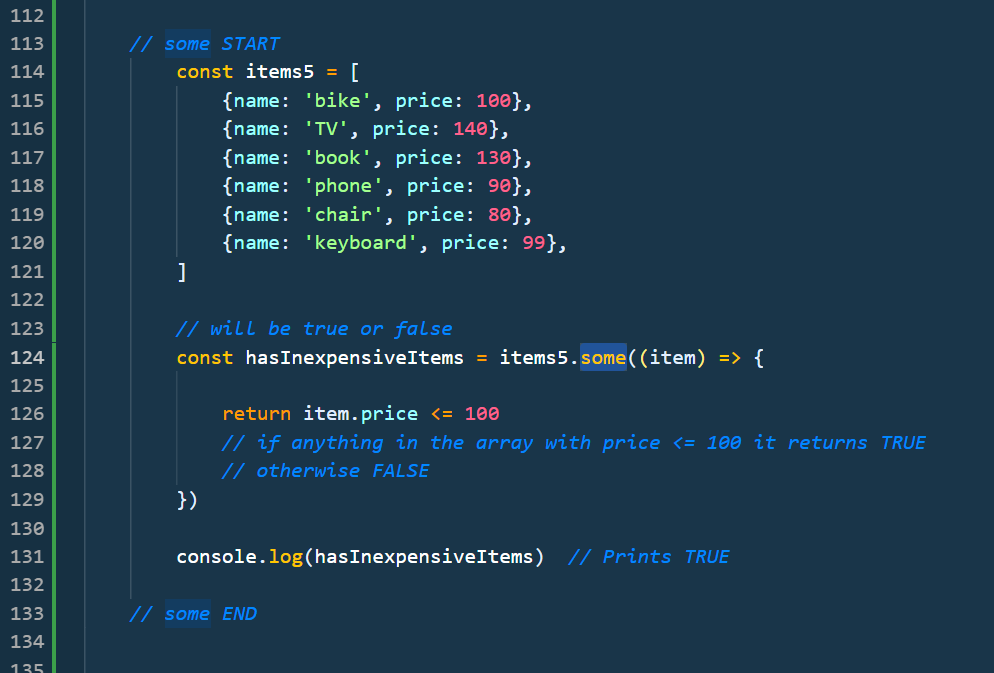 112
113 // some START
114 const items5 = [
115 {name: 'bike', price: 100},
116 {name: 'TV', price: 140},
117 {name: 'book', price: 130},
118 {name: 'phone', price: 90},
119 {name: 'chair', price: 80},
120 {name: 'keyboard', price: 99},
121 ]
122
123 // will be true or false
124 const hasInexpensiveItems = items5.some((item) => {
125
126 return item.price <= 100
127 // if anything in the array with price <= 100 it returns TRUE
128 // otherwise FALSE
129 })
130
131 console.log(hasInexpensiveItems) // Prints TRUE
132
133 // some END
134
135